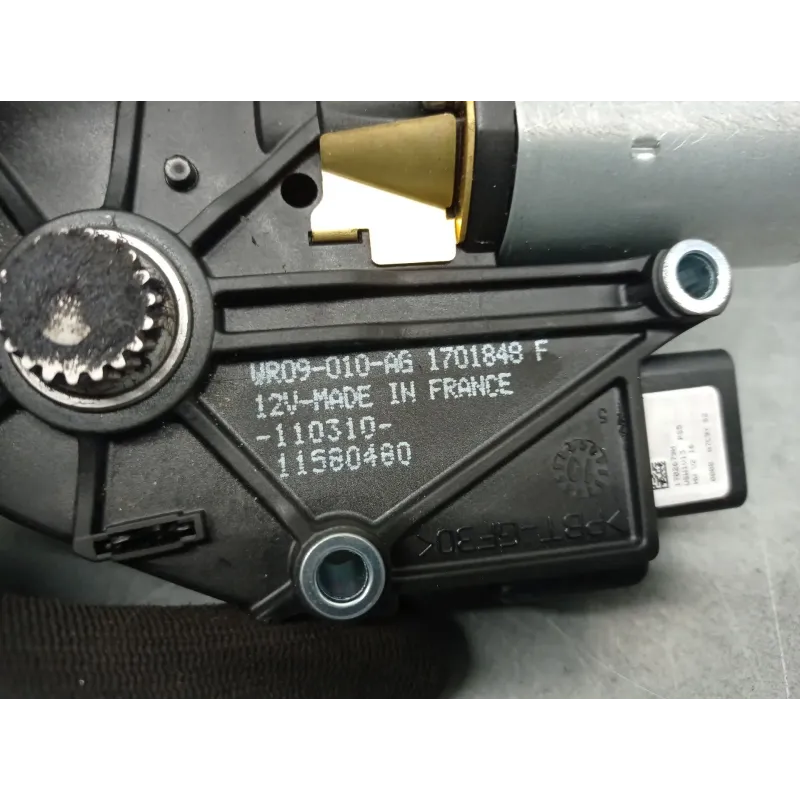 WR09-010-AG 1701848 F
12V-MADE IN FRANCE
-110310-
11580480
>PBT-GF30<